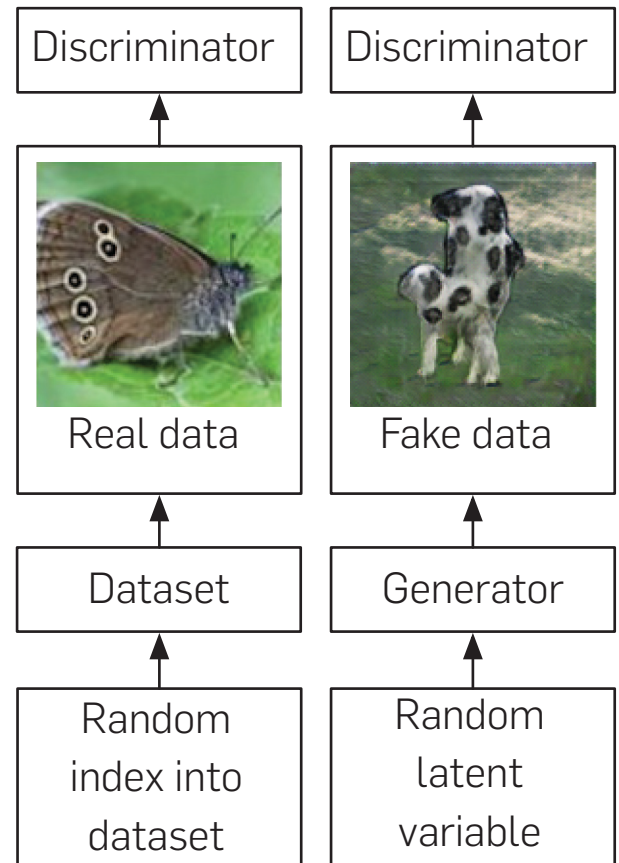 Discriminator
Discriminator
Real data
Fake data
Dataset
Generator
Random
index into
dataset
Random
latent
variable